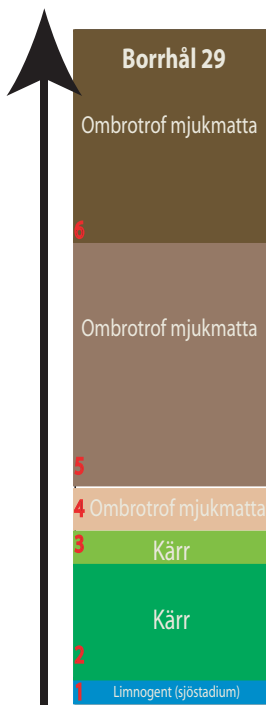 Borrhål 29
Ombrotrof mjukmatta
6
Ombrotrof mjukmatta
5
4 Ombrotrof mjukmatta
3 Kärr
Kärr
2
1 Limnogent (sjöstadium)